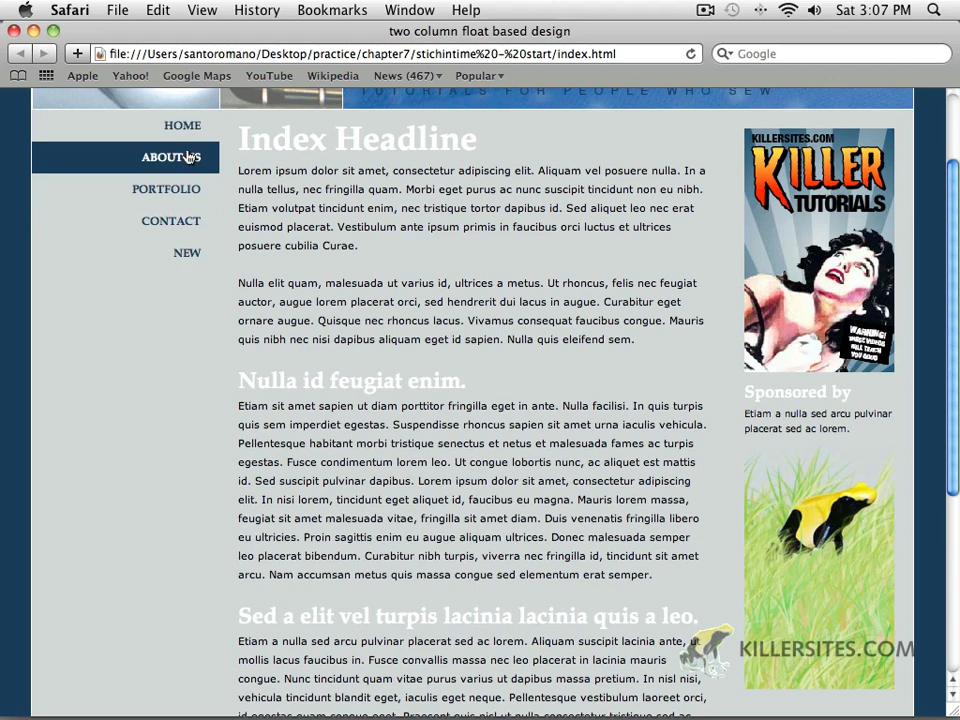 Safari File Edit View History Bookmarks Window Help Sat 3:07 PM
two column float based design
file:///Users/santoromano/Desktop/practice/chapter7/stichintime%20-%20start/index.html
Google
Apple Yahoo! Google Maps YouTube Wikipedia News (467) Popular
TUTORIALS FOR PEOPLE WHO SEW
HOME
ABOUT US
PORTFOLIO
CONTACT
NEW
Index Headline
Lorem ipsum dolor sit amet, consectetur adipiscing elit. Aliquam vel posuere nulla. In a
nulla tellus, nec fringilla quam. Morbi eget purus ac nunc suscipit tincidunt non eu nibh.
Etiam volutpat tincidunt enim, nec tristique tortor dapibus id. Sed aliquet leo nec erat
euismod placerat. Vestibulum ante ipsum primis in faucibus orci luctus et ultrices
posuere cubilia Curae.
Nulla elit quam, malesuada ut varius id, ultrices a metus. Ut rhoncus, felis nec feugiat
auctor, augue lorem placerat orci, sed hendrerit dui lacus in augue. Curabitur eget
ornare augue. Quisque nec rhoncus lacus. Vivamus consequat faucibus congue. Mauris
quis nibh nec nisi dapibus aliquam eget id sapien. Nulla quis eleifend sem.
Nulla id feugiat enim.
Etiam sit amet sapien ut diam porttitor fringilla eget in ante. Nulla facilisi. In quis turpis
quis sem imperdiet egestas. Suspendisse rhoncus sapien sit amet urna iaculis vehicula.
Pellentesque habitant morbi tristique senectus et netus et malesuada fames ac turpis
egestas. Fusce condimentum lorem leo. Ut congue lobortis nunc, ac aliquet est mattis
id. Sed suscipit pulvinar dapibus. Lorem ipsum dolor sit amet, consectetur adipiscing
elit. In nisi lorem, tincidunt eget aliquet id, faucibus eu magna. Mauris lorem massa,
feugiat sit amet malesuada vitae, fringilla sit amet diam. Duis venenatis fringilla libero
eu ultricies. Proin sagittis enim eu augue aliquam ultrices. Donec malesuada semper
leo placerat bibendum. Curabitur nibh turpis, viverra nec fringilla id, tincidunt sit amet
arcu. Nam accumsan metus quis massa congue sed elementum erat semper.
Sed a elit vel turpis lacinia lacinia quis a leo.
Etiam a nulla sed arcu pulvinar placerat sed ac lorem. Aliquam suscipit lacinia ante, ut
mollis lacus faucibus in. Fusce convallis massa nec leo placerat in lacinia mauris
congue. Nunc tincidunt quam vitae purus varius ut dapibus massa pretium. In nisl nisi,
vehicula tincidunt blandit eget, iaculis eget neque. Pellentesque vestibulum laoreet orci
KILLERSITES.COM
KILLER
TUTORIALS
WARNING!
THESE VIDEOS
WILL TEACH
YOU GOOD
Sponsored by
Etiam a nulla sed arcu pulvinar
placerat sed ac lorem.
KILLERSITES.COM